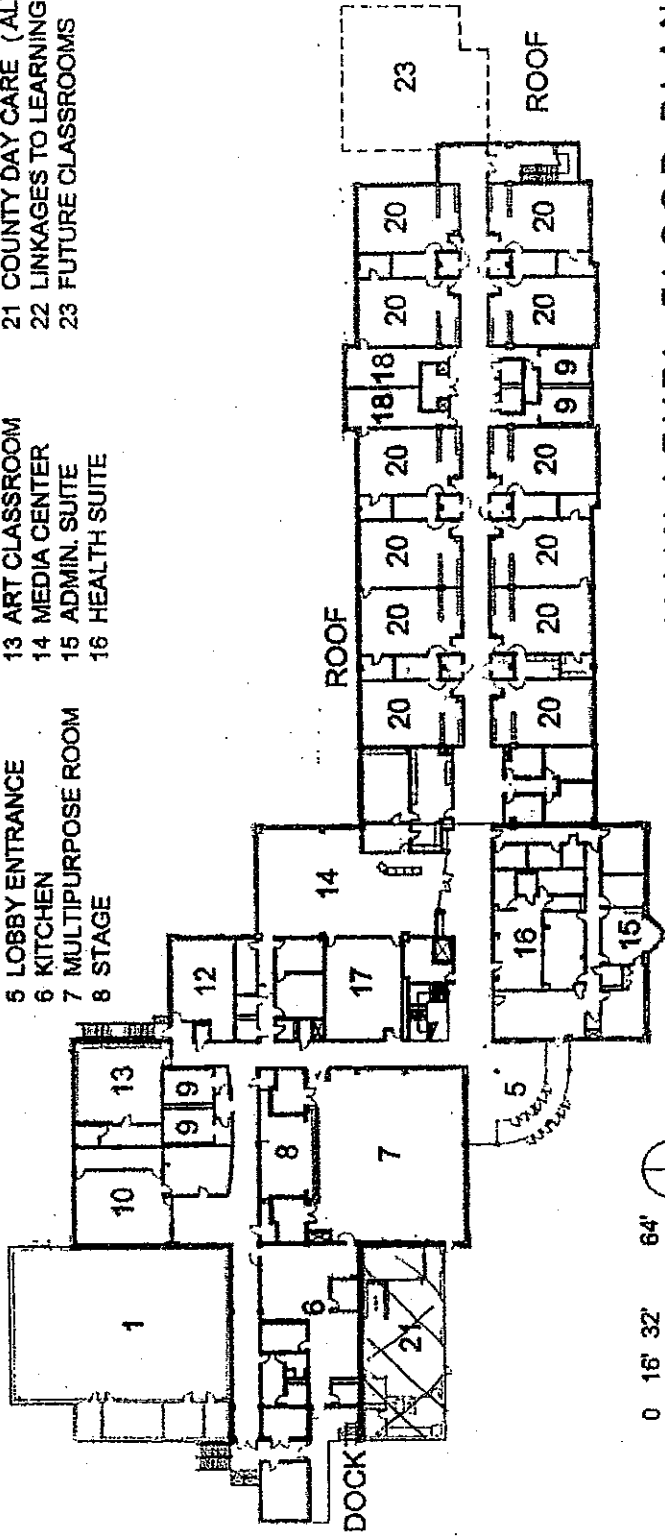 5 LOBBY ENTRANCE
6 KITCHEN
7 MULTIPURPOSE ROOM
8 STAGE
13 ART CLASSROOM
14 MEDIA CENTER
15 ADMIN. SUITE
16 HEALTH SUITE
21 COUNTY DAY CARE ( AL
22 LINKAGES TO LEARNING
23 FUTURE CLASSROOMS
1
10
13
9
9
12
8
7
6
21
DOCK
5
17
14
16
15
ROOF
20
20
20
20
18
18
20
20
20
20
20
20
9
9
20
20
23
ROOF
0 16' 32' 64'